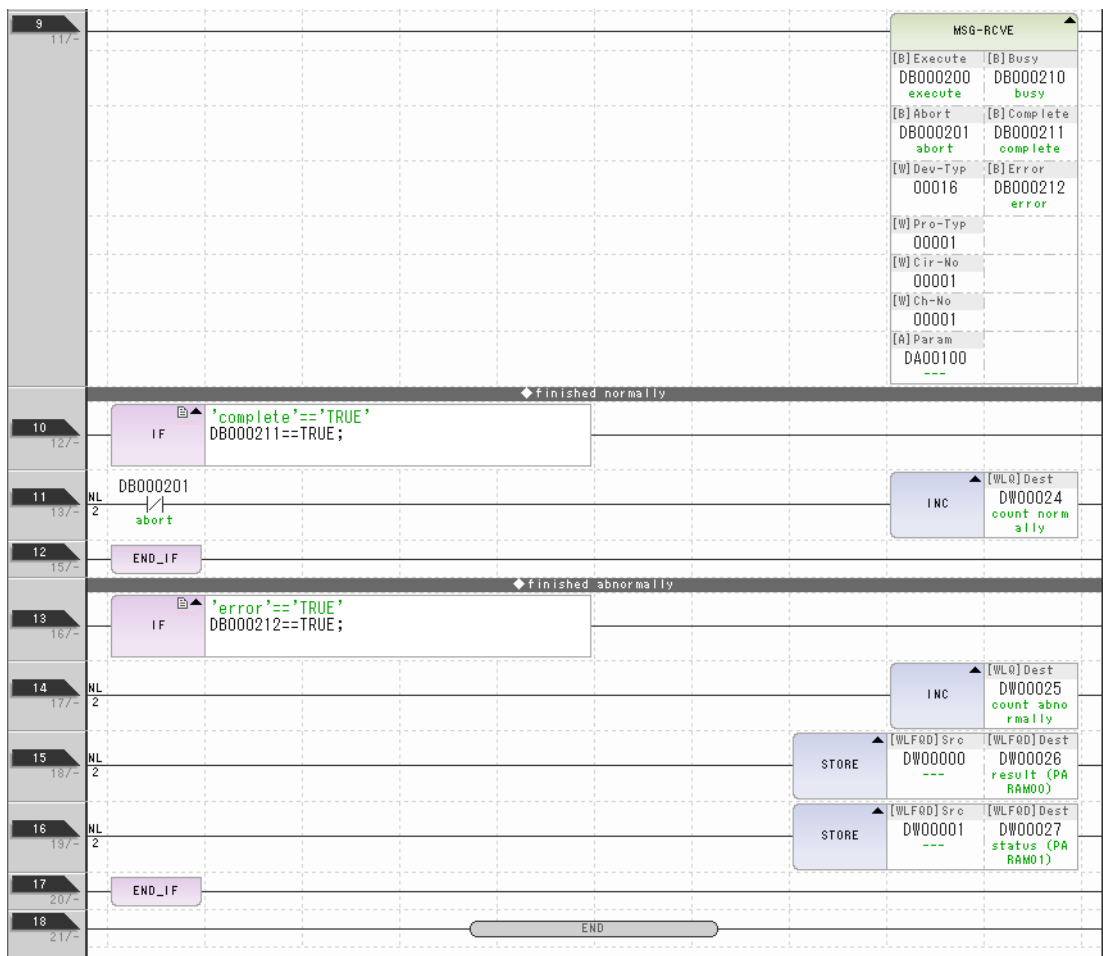 9
11/-
MSG-RCVE
[B]Execute [B]Busy
DB000200 DB000210
execute busy
[B]Abort [B]Complete
DB000201 DB000211
abort complete
[W]Dev-Typ [B]Error
00016 DB000212
error
[W]Pro-Typ
00001
[W]Cir-No
00001
[W]Ch-No
00001
[A]Param
DA00100
---
◆finished normally
10
12/-
IF
'complete'=='TRUE'
DB000211==TRUE;
11
13/-
NL
2
DB000201
abort
INC
[WLQ]Dest
DW00024
count norm
ally
12
15/-
END_IF
◆finished abnormally
13
16/-
IF
'error'=='TRUE'
DB000212==TRUE;
14
17/-
NL
2
INC
[WLQ]Dest
DW00025
count abno
rmally
15
18/-
NL
2
STORE
[WLFQD]Src [WLFQD]Dest
DW00000 DW00026
--- result (PA
RAM00)
16
19/-
NL
2
STORE
[WLFQD]Src [WLFQD]Dest
DW00001 DW00027
--- status (PA
RAM01)
17
20/-
END_IF
18
21/-
END